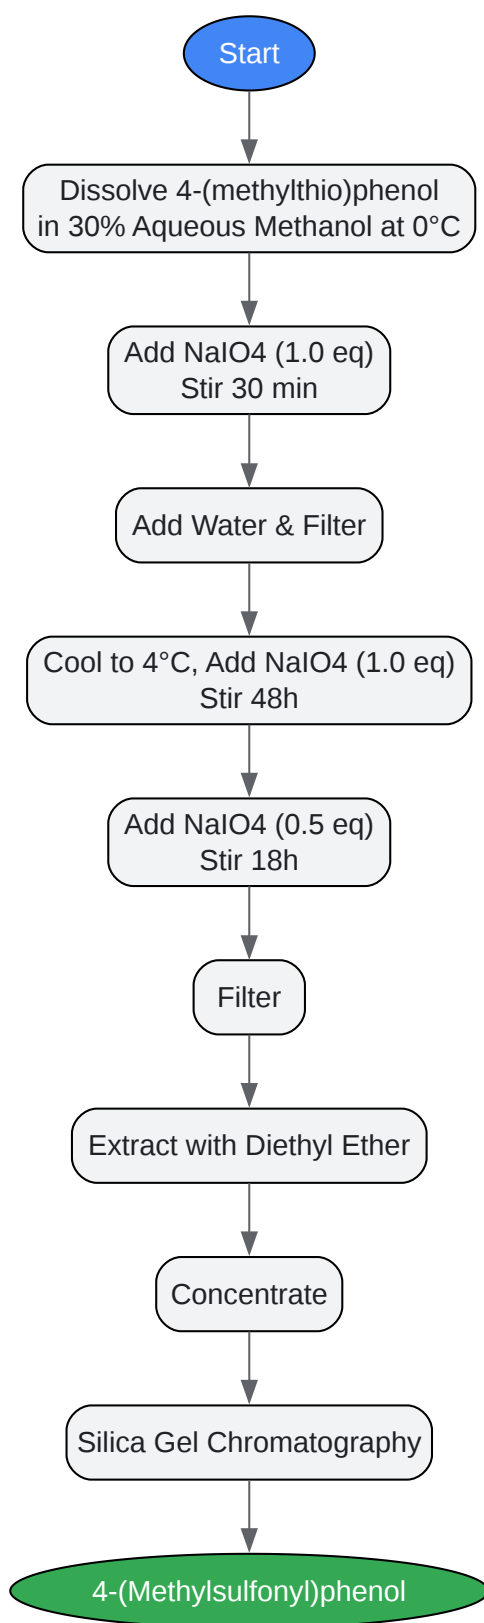 Start
Dissolve 4-(methylthio)phenol
in 30% Aqueous Methanol at 0°C
Add NaIO4 (1.0 eq)
Stir 30 min
Add Water & Filter
Cool to 4°C, Add NaIO4 (1.0 eq)
Stir 48h
Add NaIO4 (0.5 eq)
Stir 18h
Filter
Extract with Diethyl Ether
Concentrate
Silica Gel Chromatography
4-(Methylsulfonyl)phenol